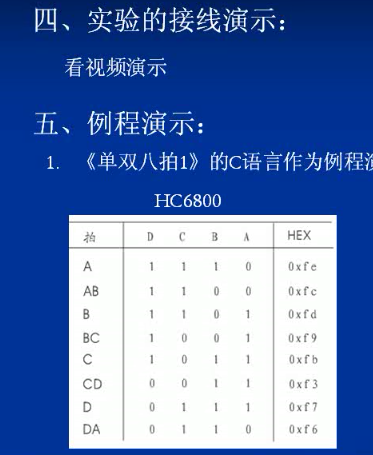 四、实验的接线演示：
看视频演示
五、例程演示：
1. 《单双八拍1》的C语言作为例程演
HC6800
拍 D C B A HEX
A 1 1 1 0 0xfe
AB 1 1 0 0 0xfc
B 1 1 0 1 0xfd
BC 1 0 0 1 0xf9
C 1 0 1 1 0xfb
CD 0 0 1 1 0xf3
D 0 1 1 1 0xf7
DA 0 1 1 0 0xf6